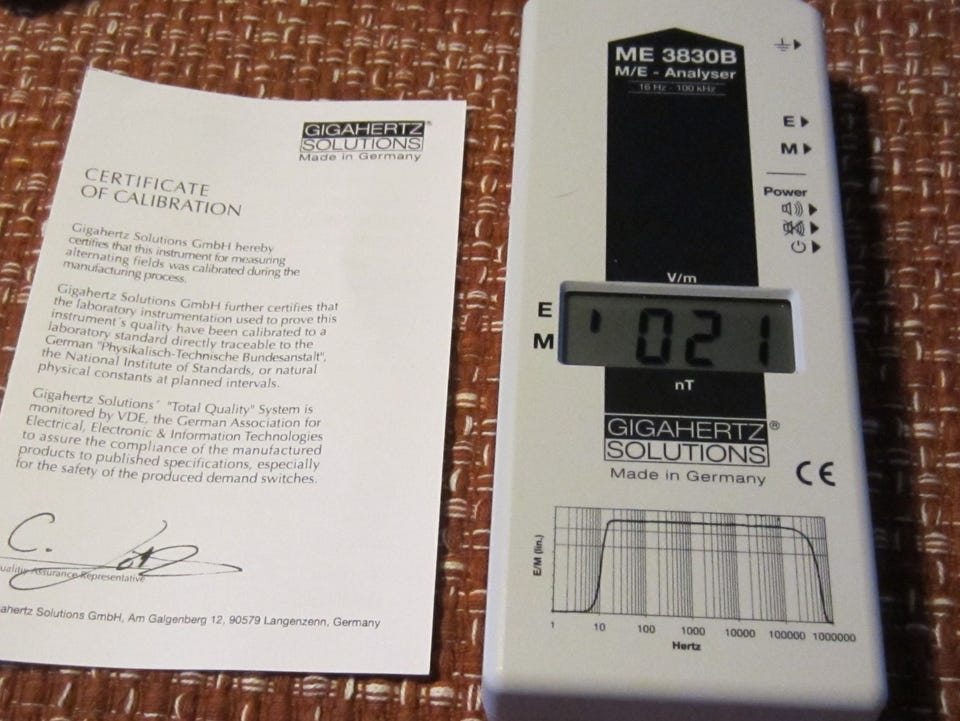 GIGAHERTZ®
SOLUTIONS
Made in Germany
CERTIFICATE
OF CALIBRATION
Gigahertz Solutions GmbH hereby
certifies that this instrument for measuring
alternating fields was calibrated during the
manufacturing process.
Gigahertz Solutions GmbH further certifies that
the laboratory instrumentation used to prove this
instrument´s quality have been calibrated to a
laboratory standard directly traceable to the
German "Physikalisch-Technische Bundesanstalt",
the National Institute of Standards, or natural
physical constants at planned intervals.
Gigahertz Solutions´ "Total Quality" System is
monitored by VDE, the German Association for
Electrical, Electronic & Information Technologies
to assure the compliance of the manufactured
products to published specifications, especially
for the safety of the produced demand switches.
C.
uality Assurance Representative
ahertz Solutions GmbH, Am Galgenberg 12, 90579 Langenzenn, Germany
ME 3830B
M/E - Analyser
16 Hz - 100 kHz
E
M
Power
V/m
E
M
' 021
nT
GIGAHERTZ®
SOLUTIONS
Made in Germany
CE
E/M (lin.)
1 10 100 1000 10000 100000 1000000
Hertz